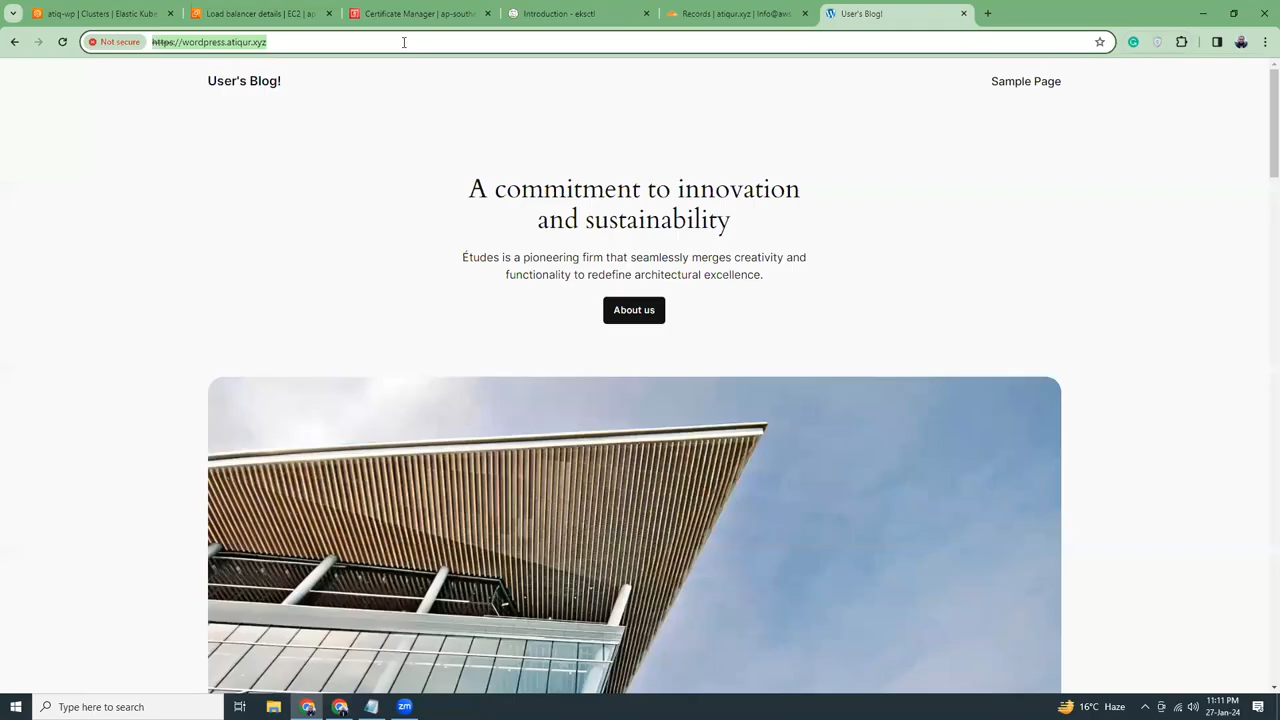 atiq-wp | Clusters | Elastic Kube
Load balancer details | EC2 | ap
Certificate Manager | ap-southe
Introduction - eksctl
Records | atiqur.xyz | Info@aws
User's Blog!
Not secure
https://wordpress.atiqur.xyz
User's Blog!
Sample Page
A commitment to innovation
and sustainability
Études is a pioneering firm that seamlessly merges creativity and
functionality to redefine architectural excellence.
About us
Type here to search
zm
16°C Haze
11:11 PM
27-Jan-24